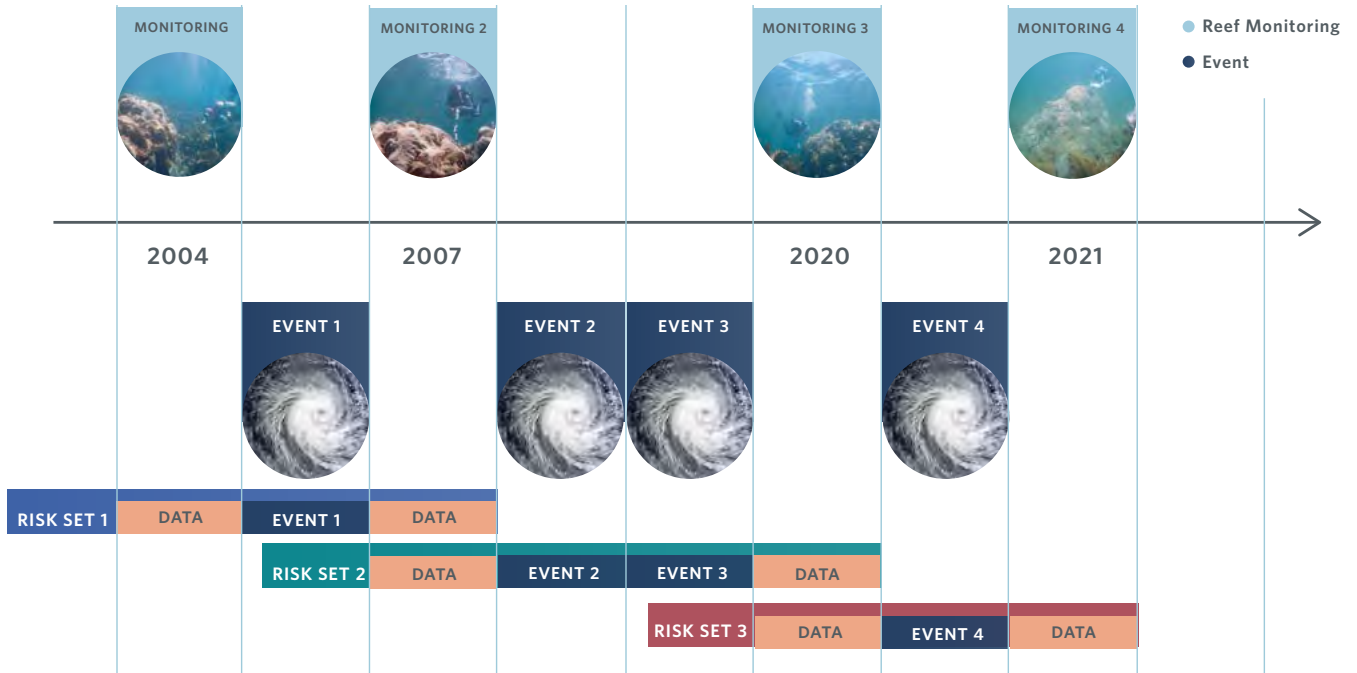 MONITORING
MONITORING 2
MONITORING 3
MONITORING 4
Reef Monitoring
Event
2004
2007
2020
2021
EVENT 1
EVENT 2
EVENT 3
EVENT 4
RISK SET 1
DATA
EVENT 1
DATA
RISK SET 2
DATA
EVENT 2
EVENT 3
DATA
RISK SET 3
DATA
EVENT 4
DATA